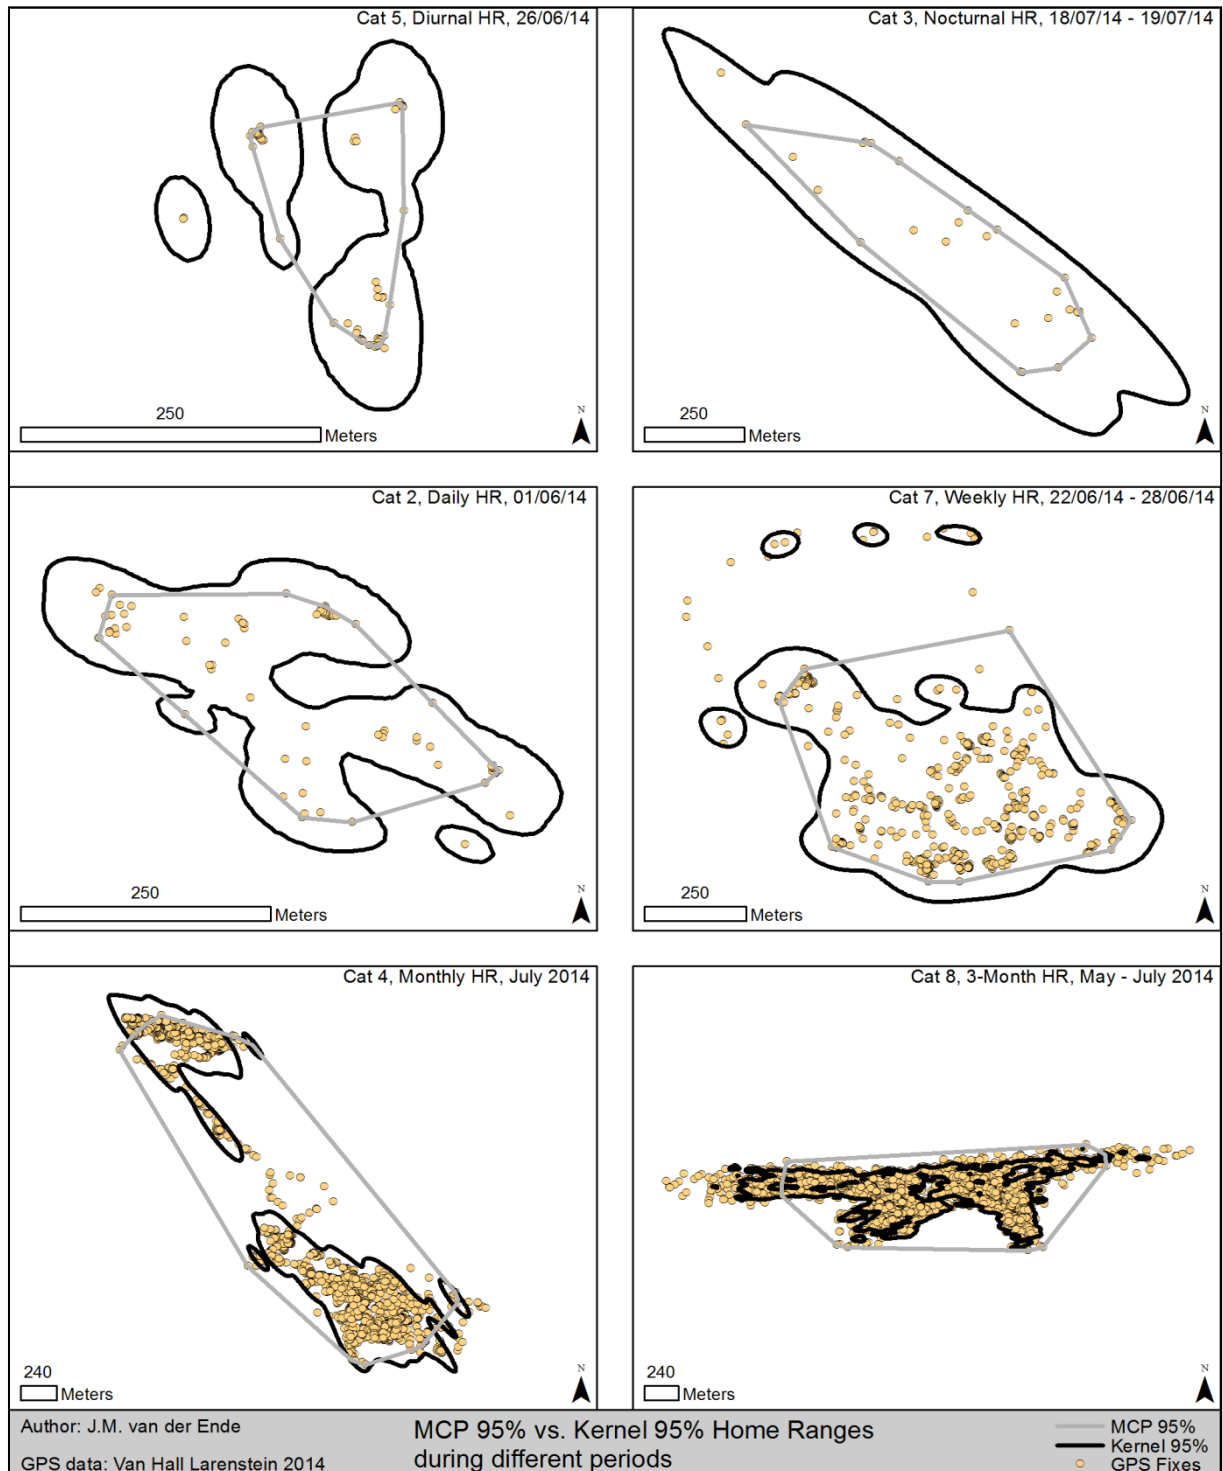 Cat 5, Diurnal HR, 26/06/14
250
Meters
N
Cat 3, Nocturnal HR, 18/07/14 - 19/07/14
250
Meters
N
Cat 2, Daily HR, 01/06/14
250
Meters
N
Cat 7, Weekly HR, 22/06/14 - 28/06/14
250
Meters
N
Cat 4, Monthly HR, July 2014
240
Meters
N
Cat 8, 3-Month HR, May - July 2014
240
Meters
N
Author: J.M. van der Ende
GPS data: Van Hall Larenstein 2014
MCP 95% vs. Kernel 95% Home Ranges
during different periods
MCP 95%
Kernel 95%
GPS Fixes